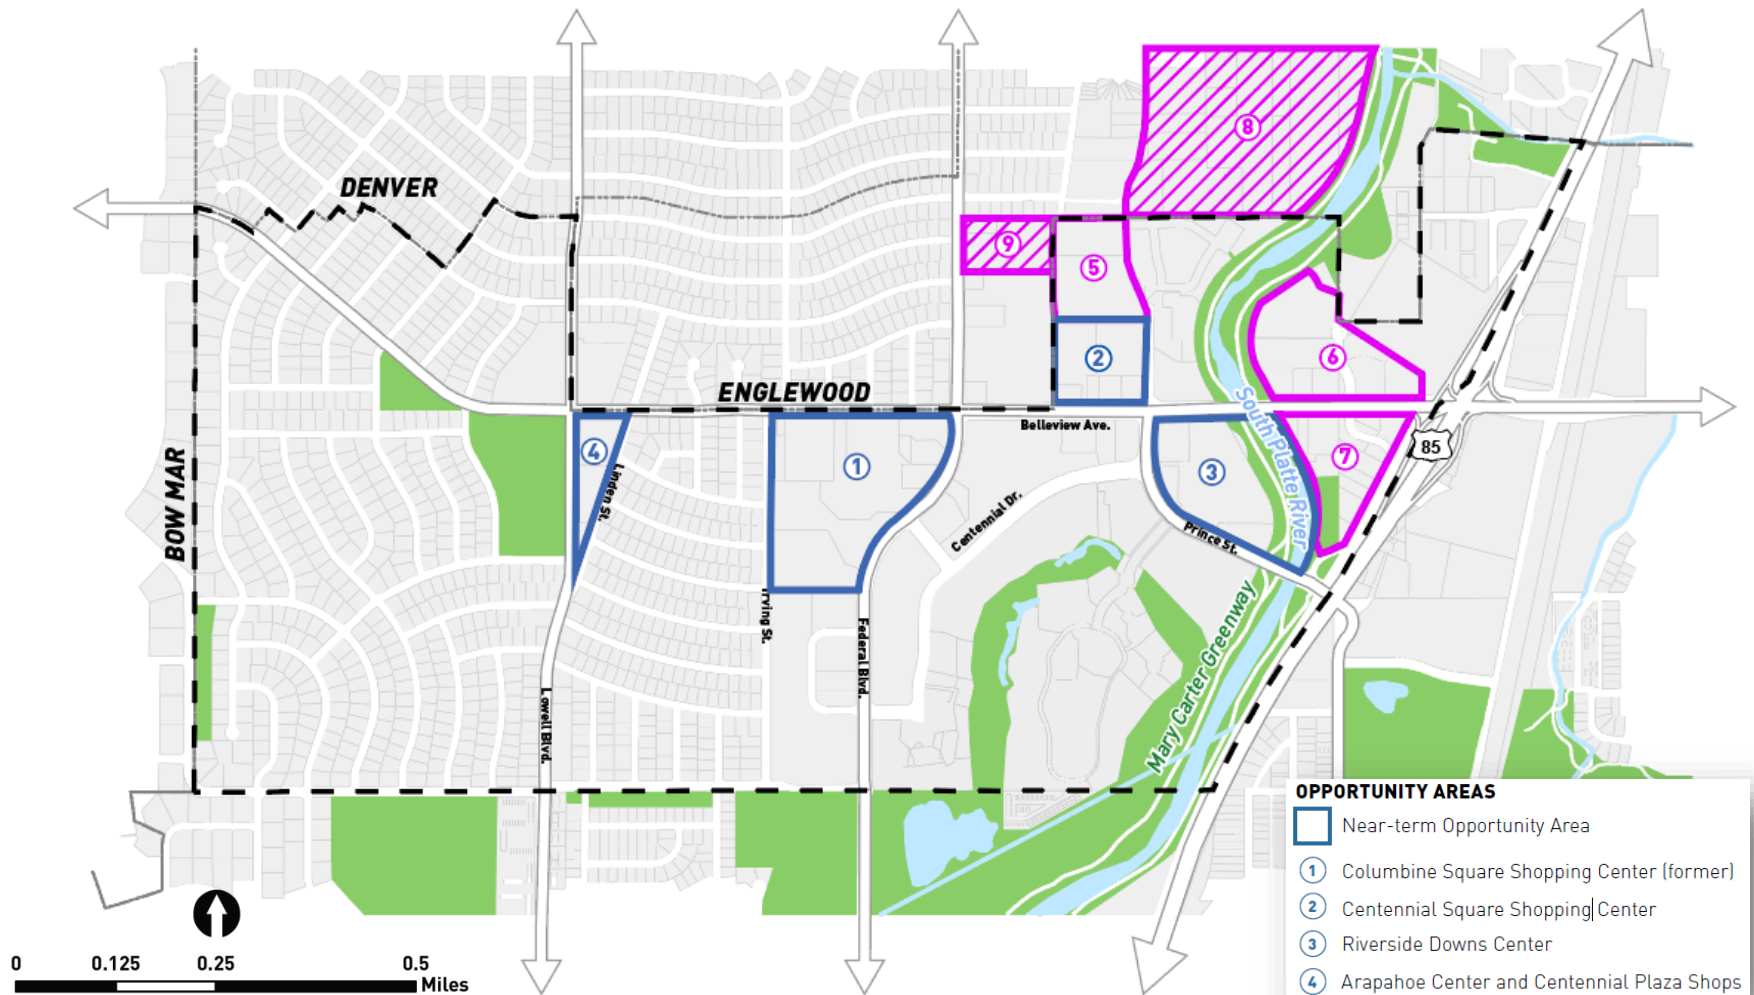 DENVER
8
9
5
2
6
ENGLEWOOD
Belleview Ave.
4
Linden St.
1
3
7
85
South Platte River
BOW MAR
Centennial Dr.
Prince St.
Irving St.
Federal Blvd.
Lowell Blvd.
Mary Carter Greenway
0 0.125 0.25 0.5
Miles
OPPORTUNITY AREAS
Near-term Opportunity Area
1 Columbine Square Shopping Center (former)
2 Centennial Square Shopping Center
3 Riverside Downs Center
4 Arapahoe Center and Centennial Plaza Shops